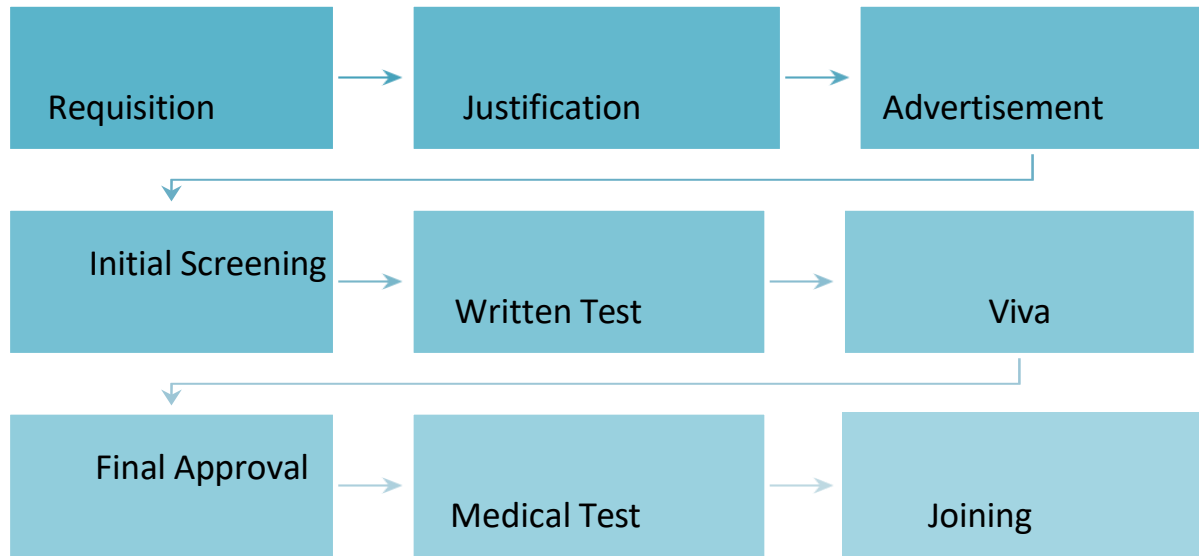 Requisition
Justification
Advertisement
Initial Screening
Written Test
Viva
Final Approval
Medical Test
Joining